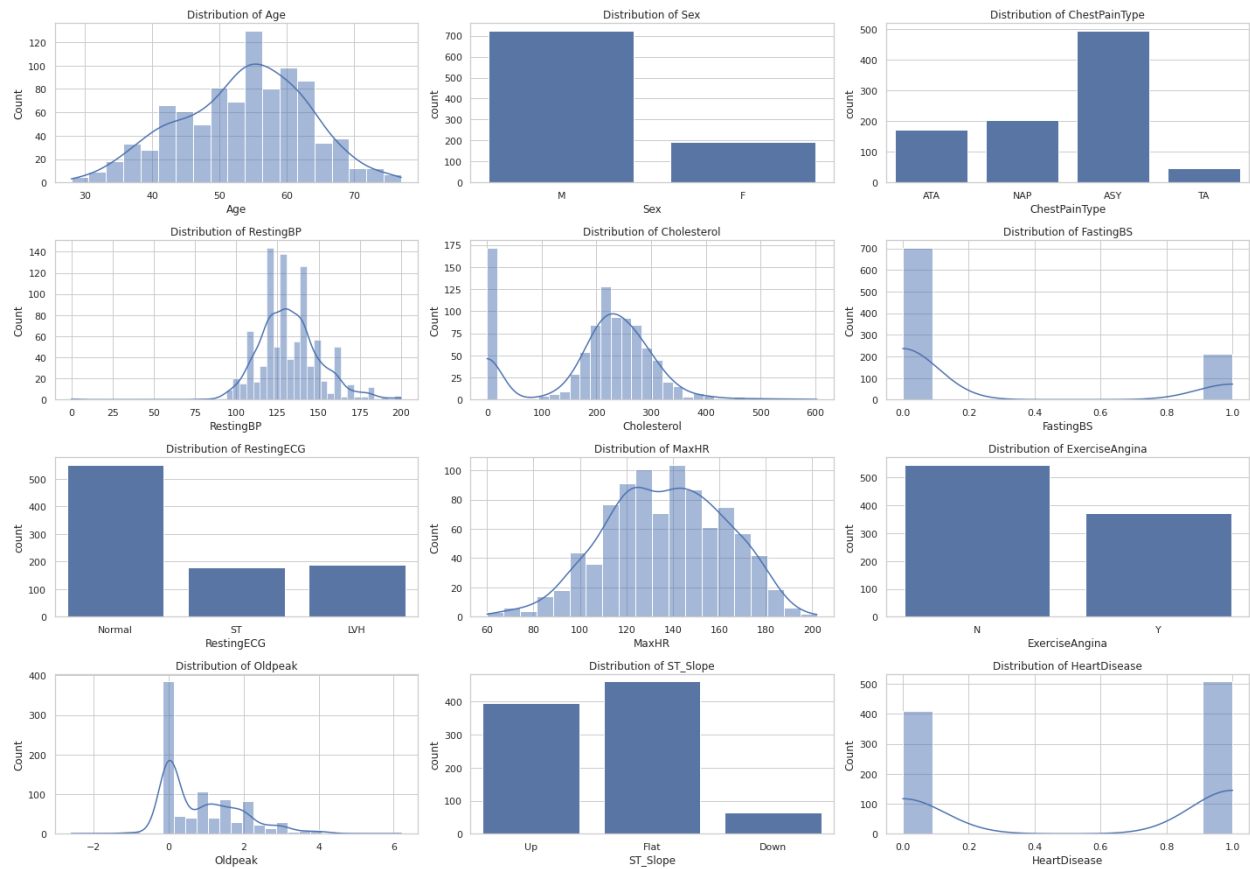 Distribution of Age
120
100
80
60
40
20
0
Count
30 40 50 60 70
Age
Distribution of Sex
700
600
500
400
300
200
100
0
count
M F
Sex
Distribution of ChestPainType
500
400
300
200
100
0
count
ATA NAP ASY TA
ChestPainType
Distribution of RestingBP
140
120
100
80
60
40
20
0
Count
0 25 50 75 100 125 150 175 200
RestingBP
Distribution of Cholesterol
175
150
125
100
75
50
25
0
Count
0 100 200 300 400 500 600
Cholesterol
Distribution of FastingBS
700
600
500
400
300
200
100
0
Count
0.0 0.2 0.4 0.6 0.8 1.0
FastingBS
Distribution of RestingECG
500
400
300
200
100
0
count
Normal ST LVH
RestingECG
Distribution of MaxHR
100
80
60
40
20
0
Count
60 80 100 120 140 160 180 200
MaxHR
Distribution of ExerciseAngina
500
400
300
200
100
0
count
N Y
ExerciseAngina
Distribution of Oldpeak
400
300
200
100
0
Count
−2 0 2 4 6
Oldpeak
Distribution of ST_Slope
400
300
200
100
0
count
Up Flat Down
ST_Slope
Distribution of HeartDisease
500
400
300
200
100
0
Count
0.0 0.2 0.4 0.6 0.8 1.0
HeartDisease